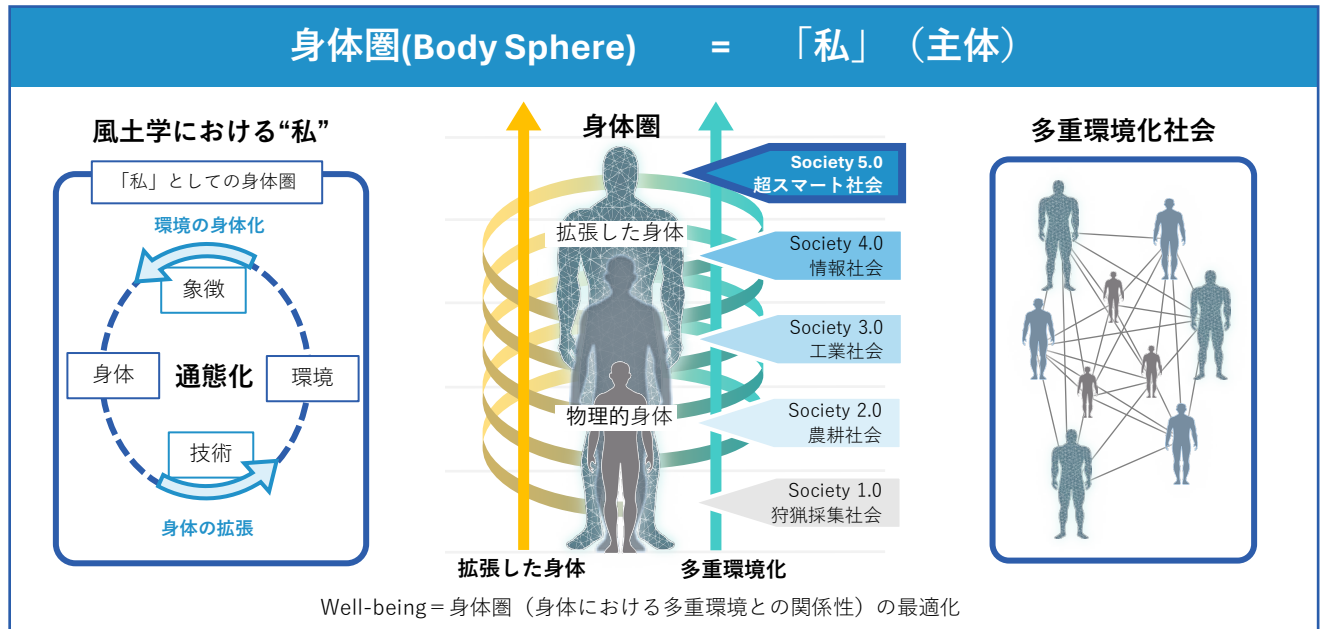 身体圏(Body Sphere) = 「私」（主体）
風土学における“私”
「私」としての身体圏
環境の身体化
象徴
身体
通態化
環境
技術
身体の拡張
身体圏
拡張した身体
物理的身体
Society 5.0
超スマート社会
Society 4.0
情報社会
Society 3.0
工業社会
Society 2.0
農耕社会
Society 1.0
狩猟採集社会
拡張した身体
多重環境化
多重環境化社会
Well-being＝身体圏（身体における多重環境との関係性）の最適化